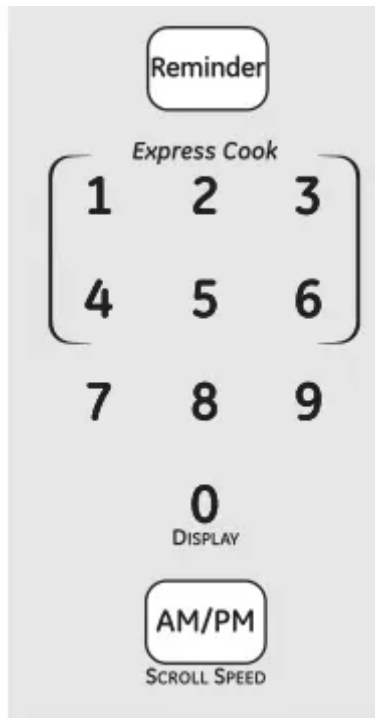 Reminder
Express Cook
1 2 3
4 5 6
7 8 9
0
DISPLAY
AM/PM
SCROLL SPEED